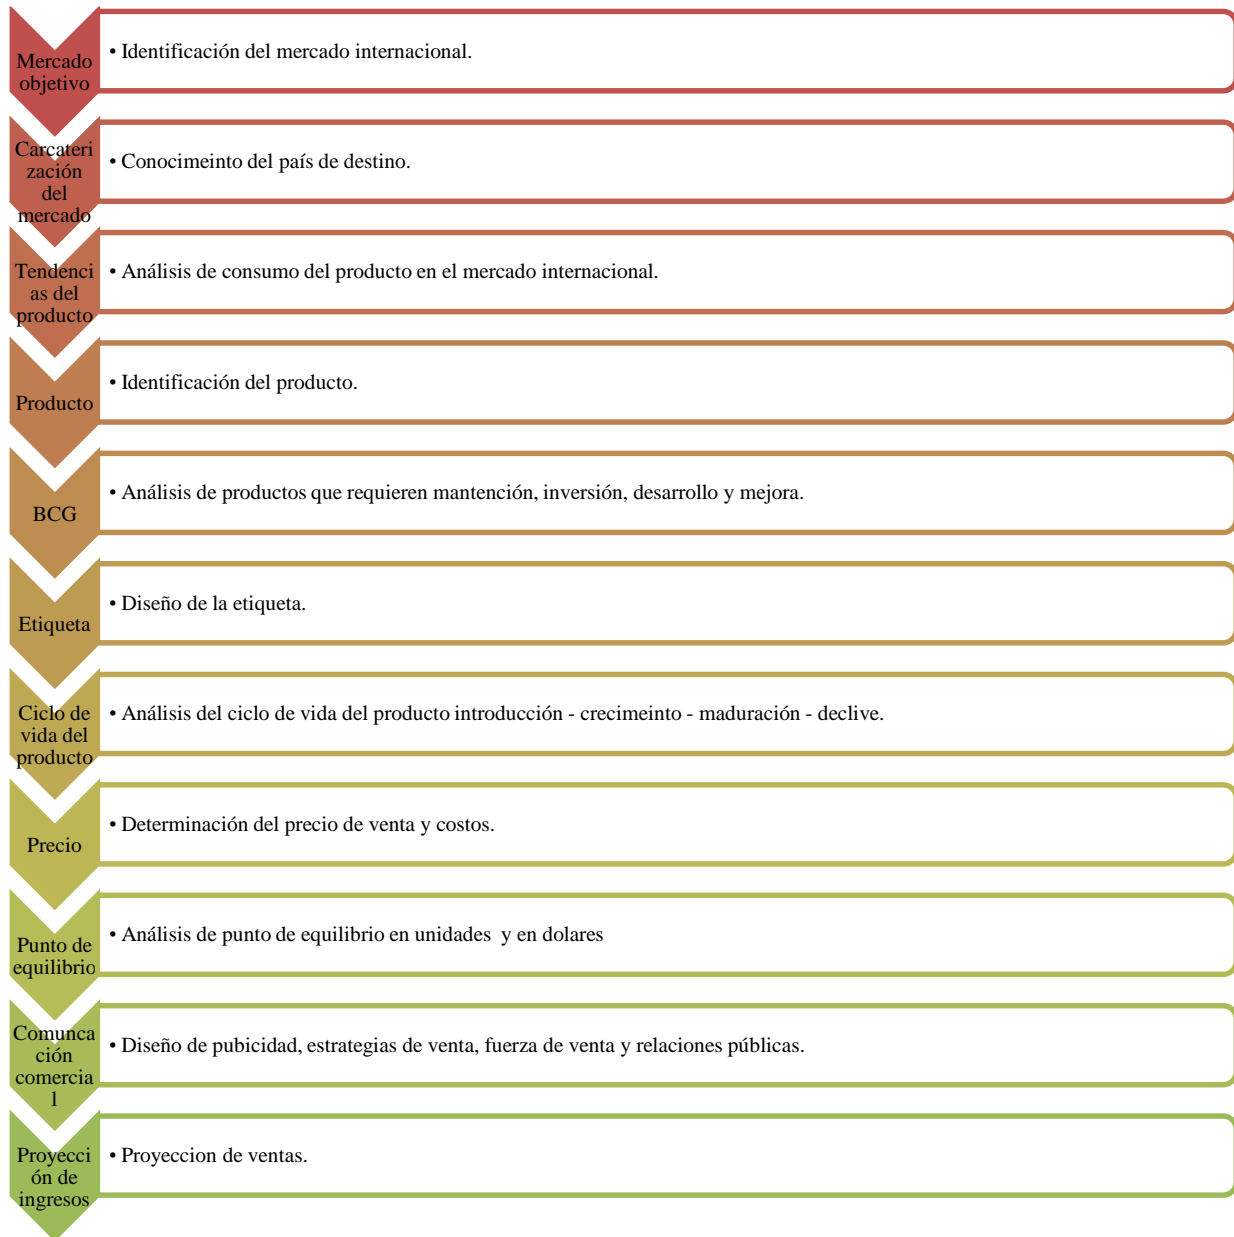 Mercado
objetivo
• Identificación del mercado internacional.
Carcateri
zación
del
mercado
• Conocimeinto del país de destino.
Tendenci
as del
producto
• Análisis de consumo del producto en el mercado internacional.
Producto
• Identificación del producto.
BCG
• Análisis de productos que requieren mantención, inversión, desarrollo y mejora.
Etiqueta
• Diseño de la etiqueta.
Ciclo de
vida del
producto
• Análisis del ciclo de vida del producto introducción - crecimeinto - maduración - declive.
Precio
• Determinación del precio de venta y costos.
Punto de
equilibrio
• Análisis de punto de equilibrio en unidades y en dolares
Comunca
ción
comercia
l
• Diseño de pubicidad, estrategias de venta, fuerza de venta y relaciones públicas.
Proyecci
ón de
ingresos
• Proyeccion de ventas.